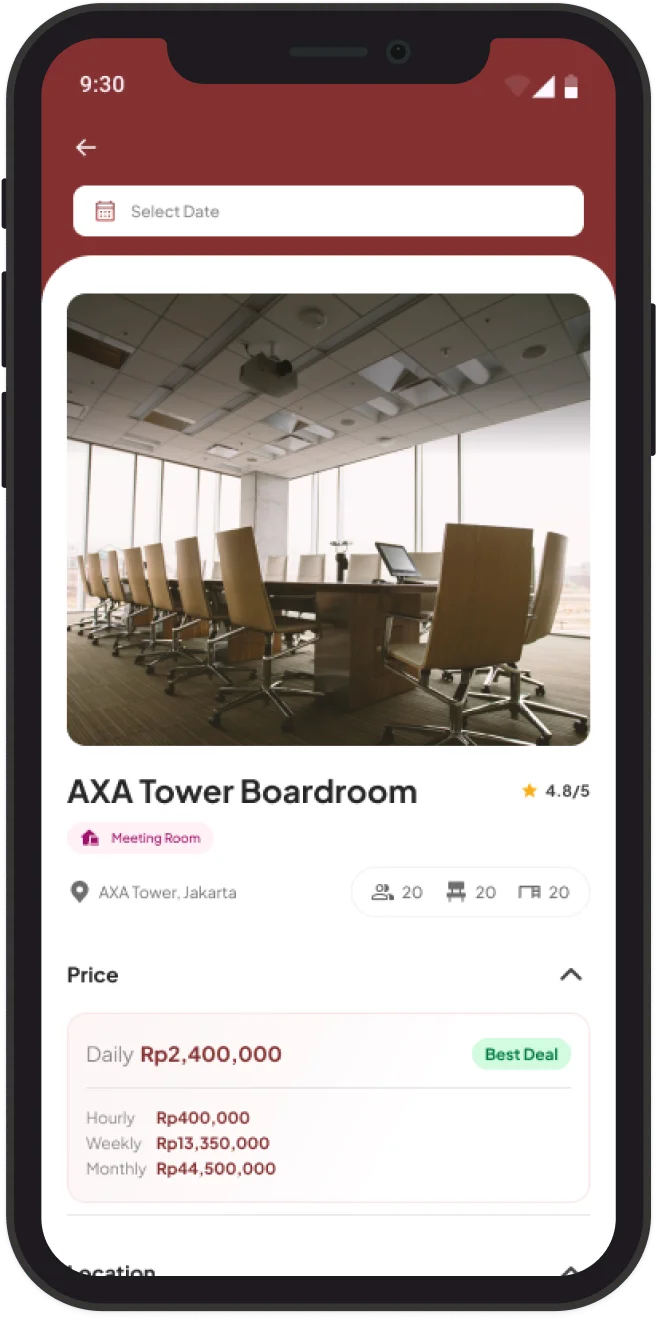 9:30
Select Date
AXA Tower Boardroom
4.8/5
Meeting Room
AXA Tower, Jakarta
20 20 20
Price
Daily Rp2,400,000
Best Deal
Hourly Rp400,000
Weekly Rp13,350,000
Monthly Rp44,500,000
Location